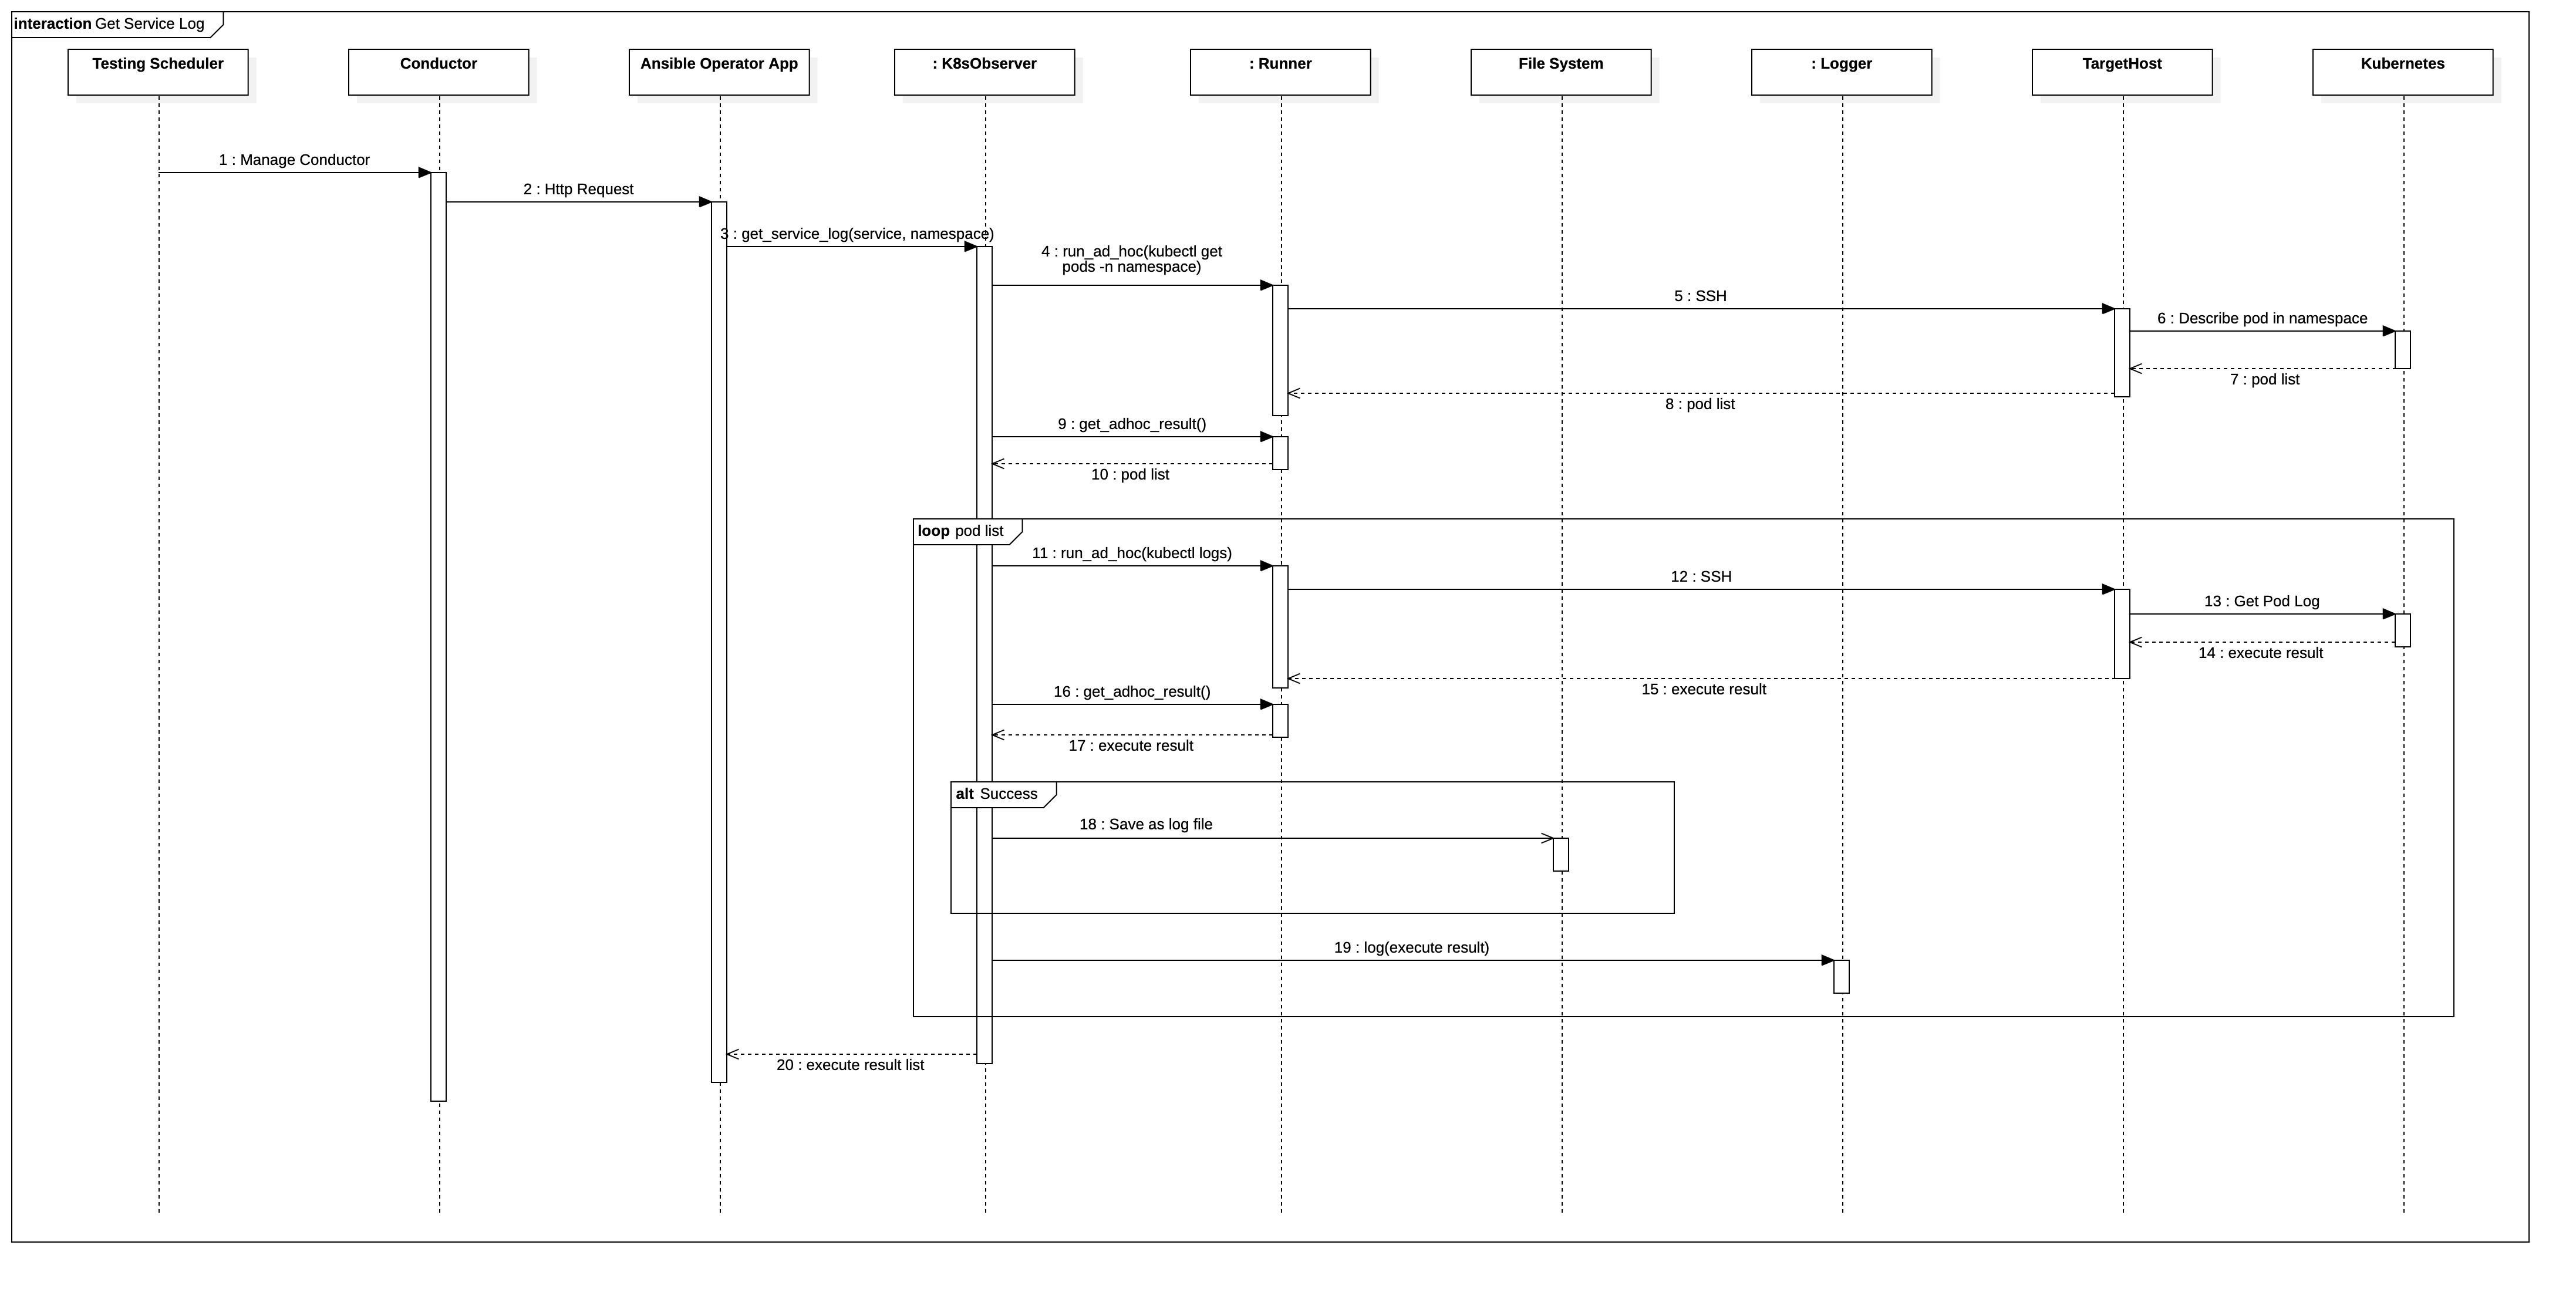 interaction Get Service Log
Testing Scheduler
Conductor
Ansible Operator App
: K8sObserver
: Runner
File System
: Logger
TargetHost
Kubernetes
1 : Manage Conductor
2 : Http Request
3 : get_service_log(service, namespace)
4 : run_ad_hoc(kubectl get
pods -n namespace)
5 : SSH
6 : Describe pod in namespace
7 : pod list
8 : pod list
9 : get_adhoc_result()
10 : pod list
loop pod list
11 : run_ad_hoc(kubectl logs)
12 : SSH
13 : Get Pod Log
14 : execute result
15 : execute result
16 : get_adhoc_result()
17 : execute result
alt Success
18 : Save as log file
19 : log(execute result)
20 : execute result list